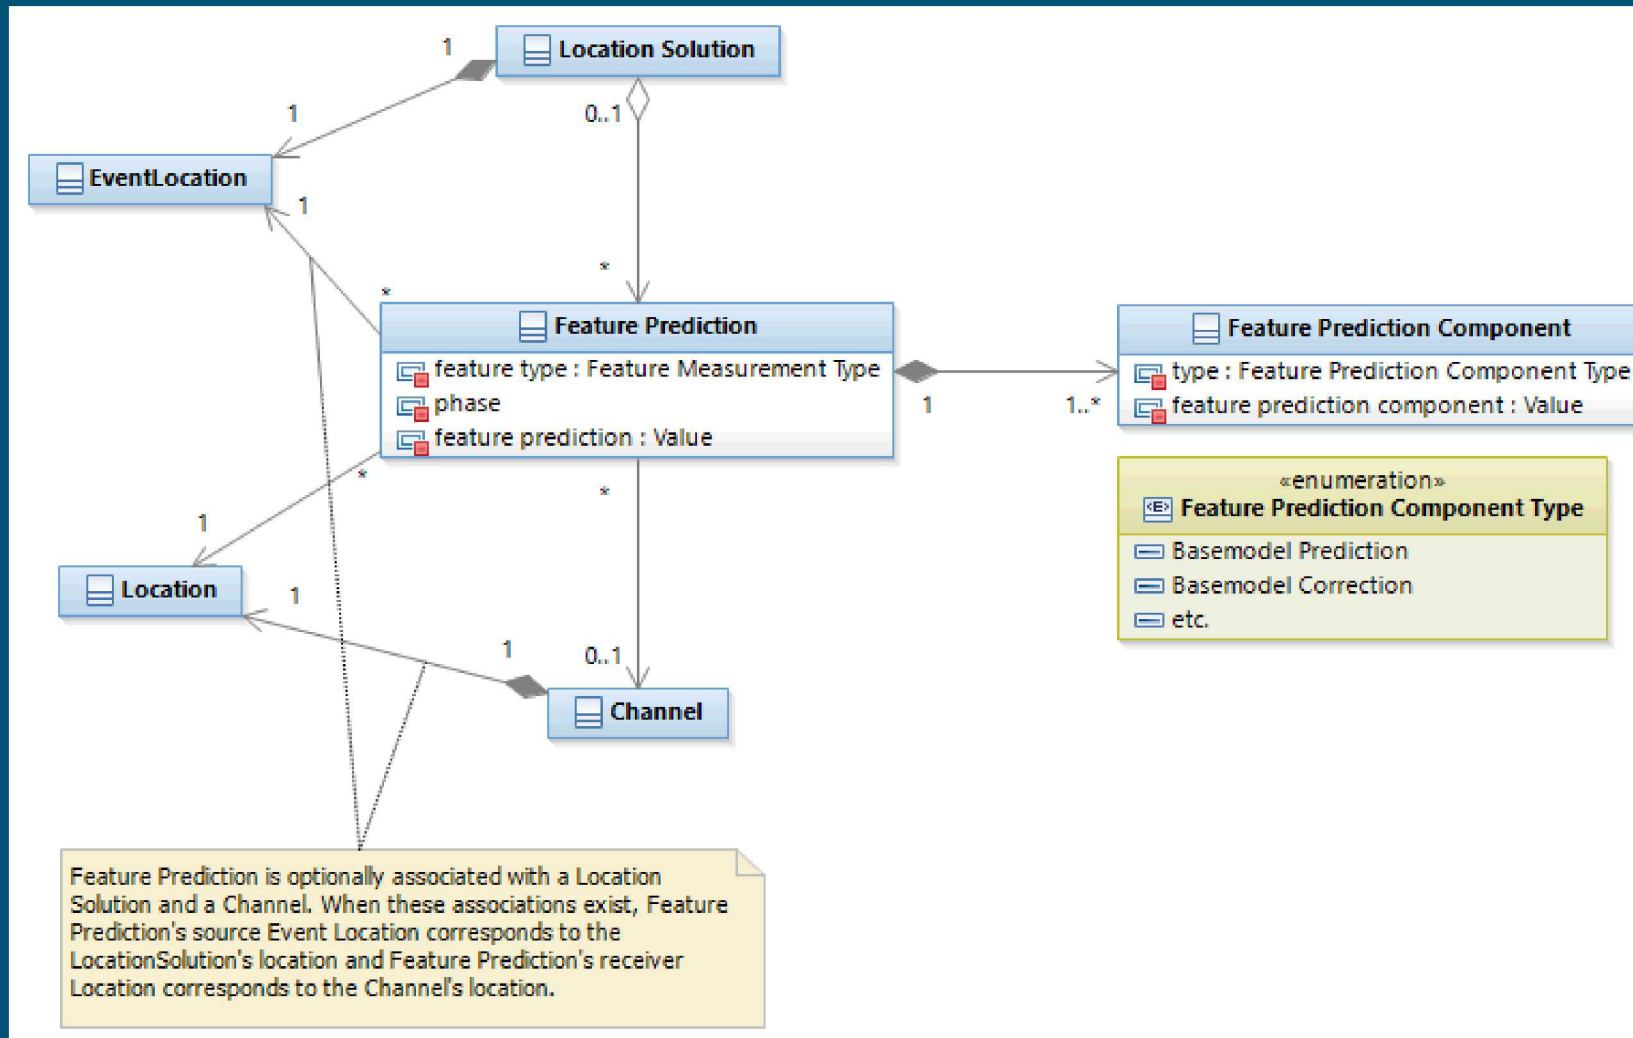 Location Solution
1
0..1
1
EventLocation
1
*
*
Feature Prediction
feature type : Feature Measurement Type
phase
feature prediction : Value
1
1..*
Feature Prediction Component
type : Feature Prediction Component Type
feature prediction component : Value
«enumeration»
Feature Prediction Component Type
Basemodel Prediction
Basemodel Correction
etc.
*
*
1
Location
1
1
0..1
Channel
Feature Prediction is optionally associated with a Location
Solution and a Channel. When these associations exist, Feature
Prediction's source Event Location corresponds to the
LocationSolution's location and Feature Prediction's receiver
Location corresponds to the Channel's location.